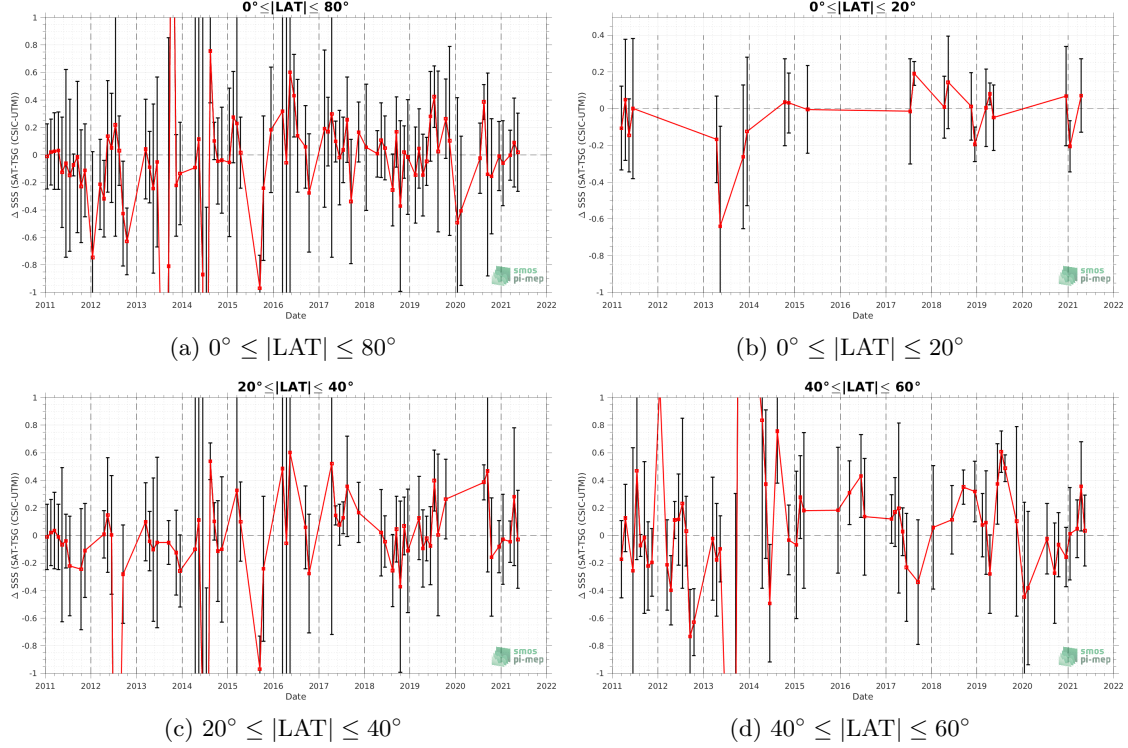 0°≤|LAT|≤ 80°
Δ SSS (SAT-TSG (CSIC-UTM))
1
0.8
0.6
0.4
0.2
0
-0.2
-0.4
-0.6
-0.8
-1
smos
pi-mep
2011 2012 2013 2014 2015 2016 2017 2018 2019 2020 2021 2022
Date
(a) 0° ≤ |LAT| ≤ 80°
0°≤|LAT|≤ 20°
Δ SSS (SAT-TSG (CSIC-UTM))
0.4
0.2
0
-0.2
-0.4
-0.6
-0.8
-1
smos
pi-mep
2011 2012 2013 2014 2015 2016 2017 2018 2019 2020 2021 2022
Date
(b) 0° ≤ |LAT| ≤ 20°
20°≤|LAT|≤ 40°
Δ SSS (SAT-TSG (CSIC-UTM))
1
0.8
0.6
0.4
0.2
0
-0.2
-0.4
-0.6
-0.8
-1
smos
pi-mep
2011 2012 2013 2014 2015 2016 2017 2018 2019 2020 2021 2022
Date
(c) 20° ≤ |LAT| ≤ 40°
40°≤|LAT|≤ 60°
Δ SSS (SAT-TSG (CSIC-UTM))
1
0.8
0.6
0.4
0.2
0
-0.2
-0.4
-0.6
-0.8
-1
smos
pi-mep
2011 2012 2013 2014 2015 2016 2017 2018 2019 2020 2021 2022
Date
(d) 40° ≤ |LAT| ≤ 60°